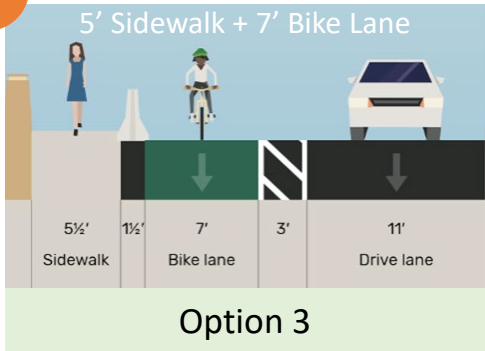 5’ Sidewalk + 7’ Bike Lane
5½' 1½' 7' 3' 11'
Sidewalk Bike lane Drive lane
Option 3